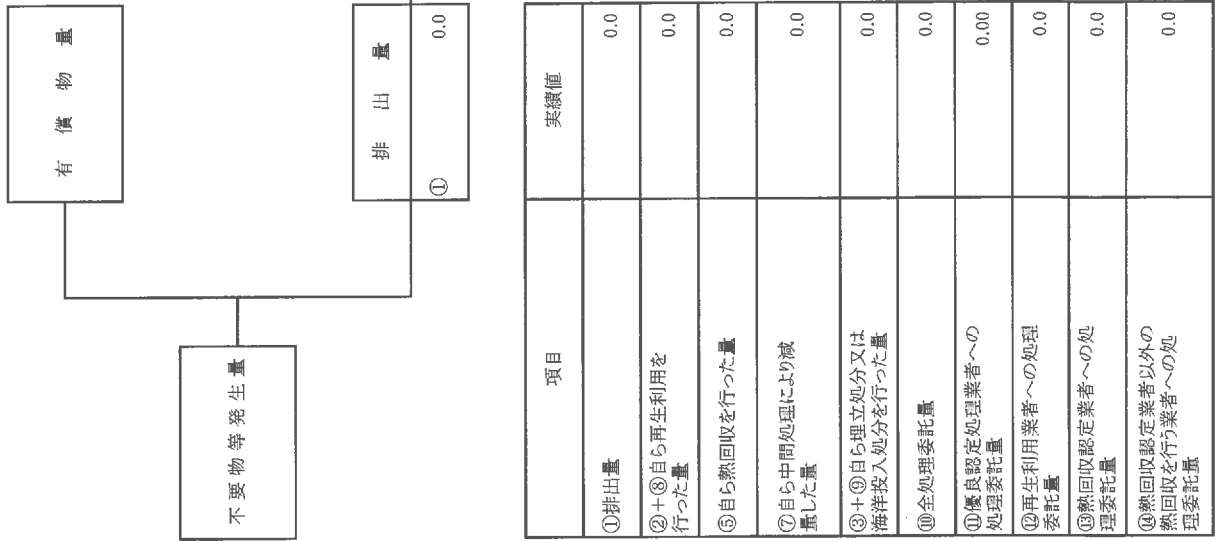 有償物量
不要物等発生量
排出量
① 0.0
項目 実績値
①排出量 0.0
②+⑧自ら再生利用を
行った量 0.0
⑤自ら熱回収を行った量 0.0
⑦自ら中間処理により減
量した量 0.0
③+⑨自ら埋立処分又は
海洋投入処分を行った量 0.0
⑩全処理委託量 0.0
⑪優良認定処理業者への
処理委託量 0.00
⑫再生利用業者への処理
委託量 0.0
⑬熱回収認定業者への処
理委託量 0.0
⑭熱回収認定業者以外の
熱回収を行う業者への処
理委託量 0.0